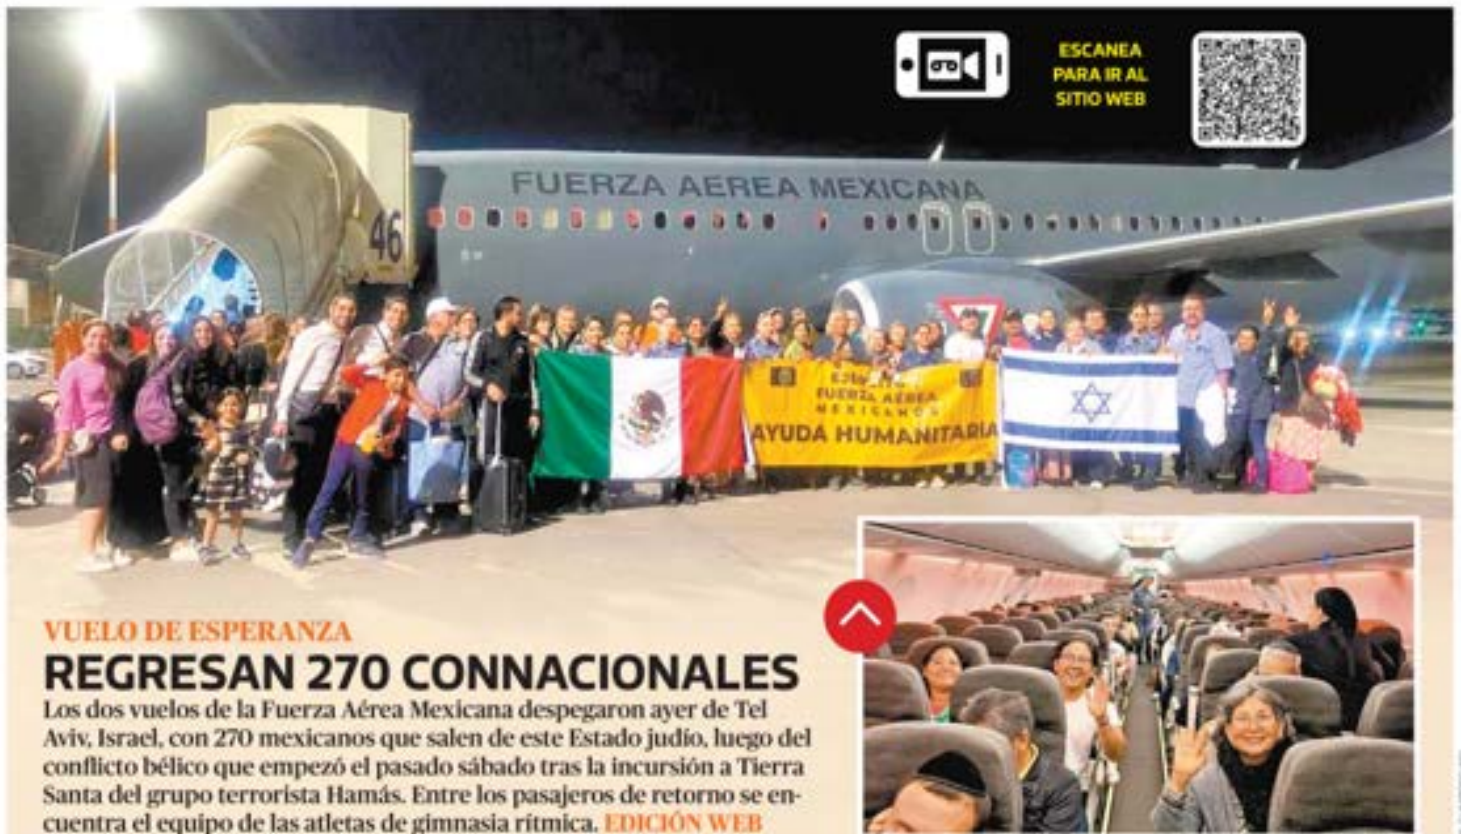 ESCANEA
PARA IR AL
SITIO WEB
FUERZA AEREA MEXICANA
46
FUERZA AÉREA
MEXICANOS
AYUDA HUMANITARIA
VUELO DE ESPERANZA
REGRESAN 270 CONNACIONALES
Los dos vuelos de la Fuerza Aérea Mexicana despegaron ayer de Tel
Aviv, Israel, con 270 mexicanos que salen de este Estado judío, luego del
conflicto bélico que empezó el pasado sábado tras la incursión a Tierra
Santa del grupo terrorista Hamás. Entre los pasajeros de retorno se en-
cuentra el equipo de las atletas de gimnasia rítmica. EDICIÓN WEB